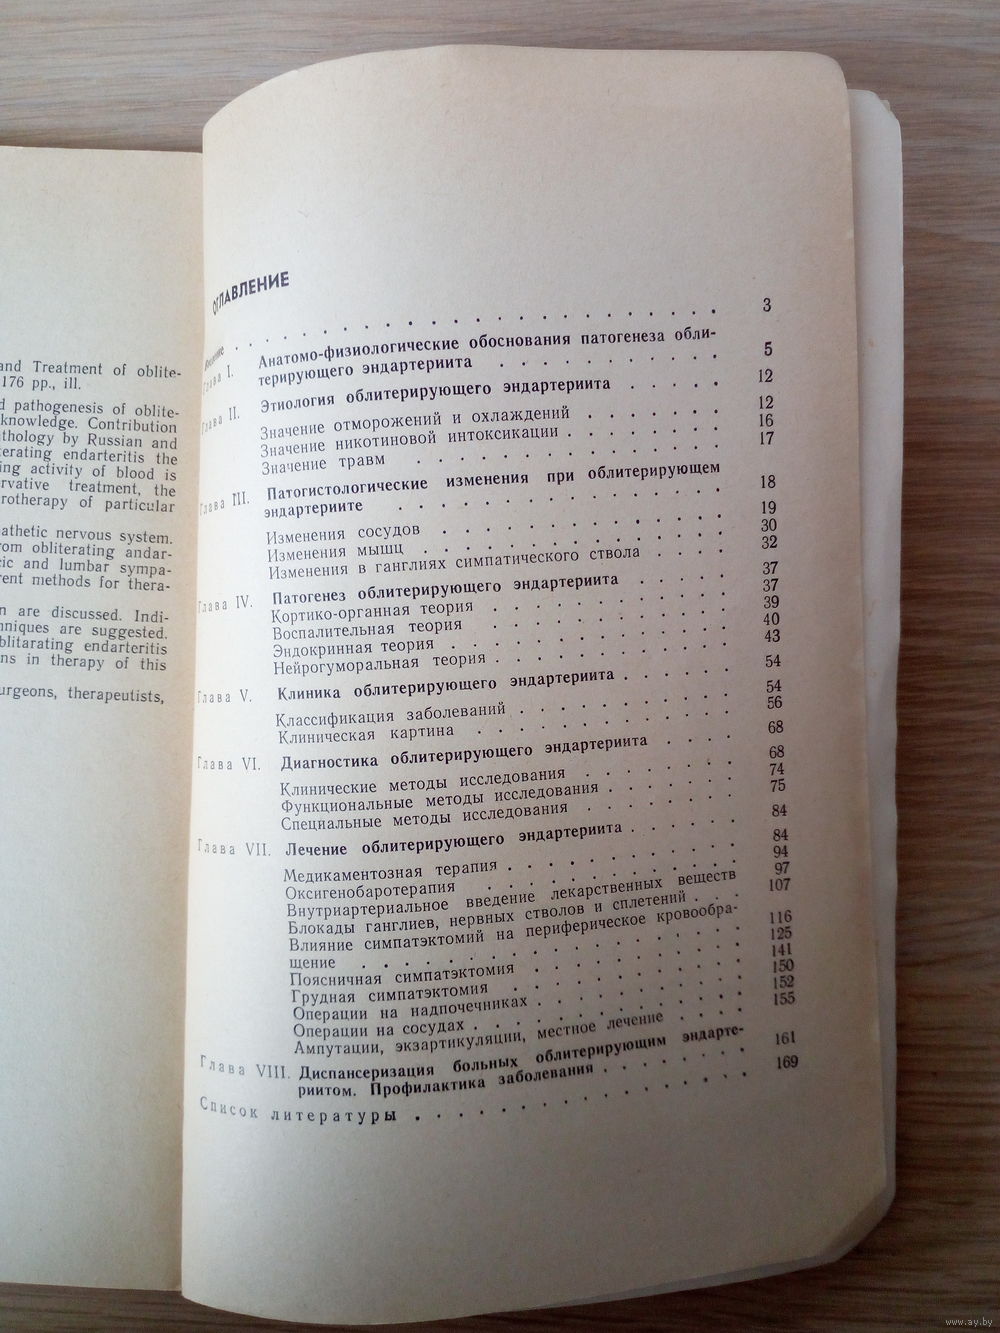 and Treatment of oblite-
176 pp., ill.
d pathogenesis of oblite-
knowledge. Contribution
thology by Russian and
erating endarteritis the
ing activity of blood is
ervative treatment, the
rotherapy of particular
athetic nervous system.
rom obliterating andar-
cic and lumbar sympa-
rent methods for thera-
n are discussed. Indi-
hniques are suggested.
blitarating endarteritis
ns in therapy of this
urgeons, therapeutists,
ОГЛАВЛЕНИЕ
Введение . . . . . . . . . . . . . . . . . . 3
Глава I. Анатомо-физиологические обоснования патогенеза обли-
терирующего эндартериита . . . . . . . . . 5
Глава II. Этиология облитерирующего эндартериита . . . . . 12
Значение отморожений и охлаждений . . . . . . 12
Значение никотиновой интоксикации . . . . . . . 16
Значение травм . . . . . . . . . . . . . 17
Глава III. Патогистологические изменения при облитерирующем
эндартериите . . . . . . . . . . . . . 18
Изменения сосудов . . . . . . . . . . . 19
Изменения мышц . . . . . . . . . . . . 30
Изменения в ганглиях симпатического ствола . . . . 32
Глава IV. Патогенез облитерирующего эндартериита . . . . . 37
Кортико-органная теория . . . . . . . . . . 37
Воспалительная теория . . . . . . . . . . 39
Эндокринная теория . . . . . . . . . . . 40
Нейрогуморальная теория . . . . . . . . . . 43
Глава V. Клиника облитерирующего эндартериита . . . . . 54
Классификация заболеваний . . . . . . . . . 54
Клиническая картина . . . . . . . . . . 56
Глава VI. Диагностика облитерирующего эндартериита . . . . 68
Клинические методы исследования . . . . . . . 68
Функциональные методы исследования . . . . . . 74
Специальные методы исследования . . . . . . . 75
Глава VII. Лечение облитерирующего эндартериита . . . . . 84
Медикаментозная терапия . . . . . . . . . . 84
Оксигенобаротерапия . . . . . . . . . . . 94
Внутриартериальное введение лекарственных веществ 97
Блокады ганглиев, нервных стволов и сплетений . . . 107
Влияние симпатэктомий на периферическое кровообра-
щение . . . . . . . . . . . . . . . 116
Поясничная симпатэктомия . . . . . . . . . 125
Грудная симпатэктомия . . . . . . . . . . 141
Операции на надпочечниках . . . . . . . . . 150
Операции на сосудах . . . . . . . . . . . 152
Ампутации, экзартикуляции, местное лечение . . . . 155
Глава VIII. Диспансеризация больных облитерирующим эндарте-
риитом. Профилактика заболевания . . . . . . 161
Список литературы . . . . . . . . . . . . . . 169
www.ay.by